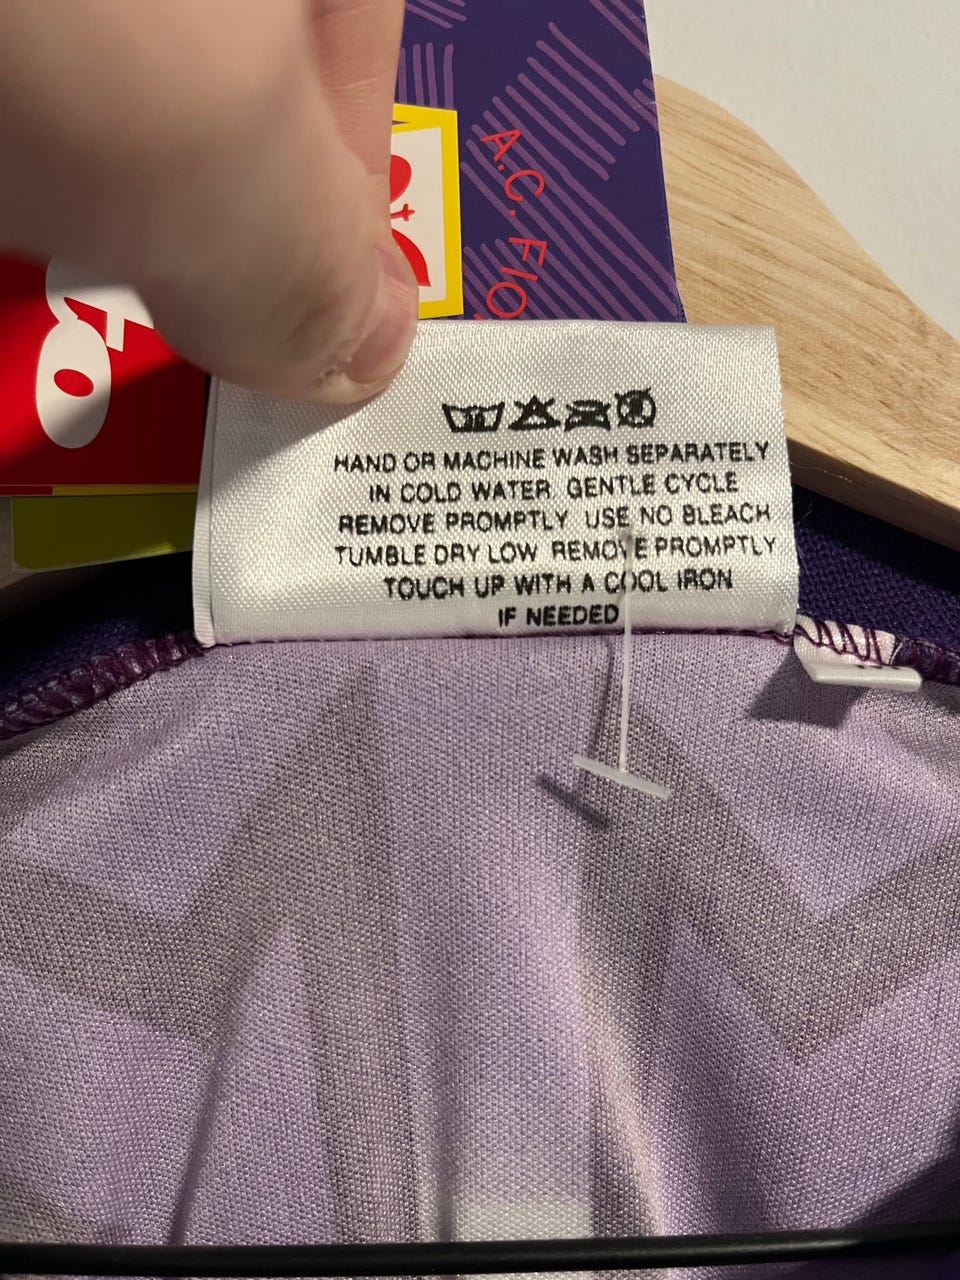 A.C. FIO
HAND OR MACHINE WASH SEPARATELY
IN COLD WATER GENTLE CYCLE
REMOVE PROMPTLY USE NO BLEACH
TUMBLE DRY LOW REMOVE PROMPTLY
TOUCH UP WITH A COOL IRON
IF NEEDED